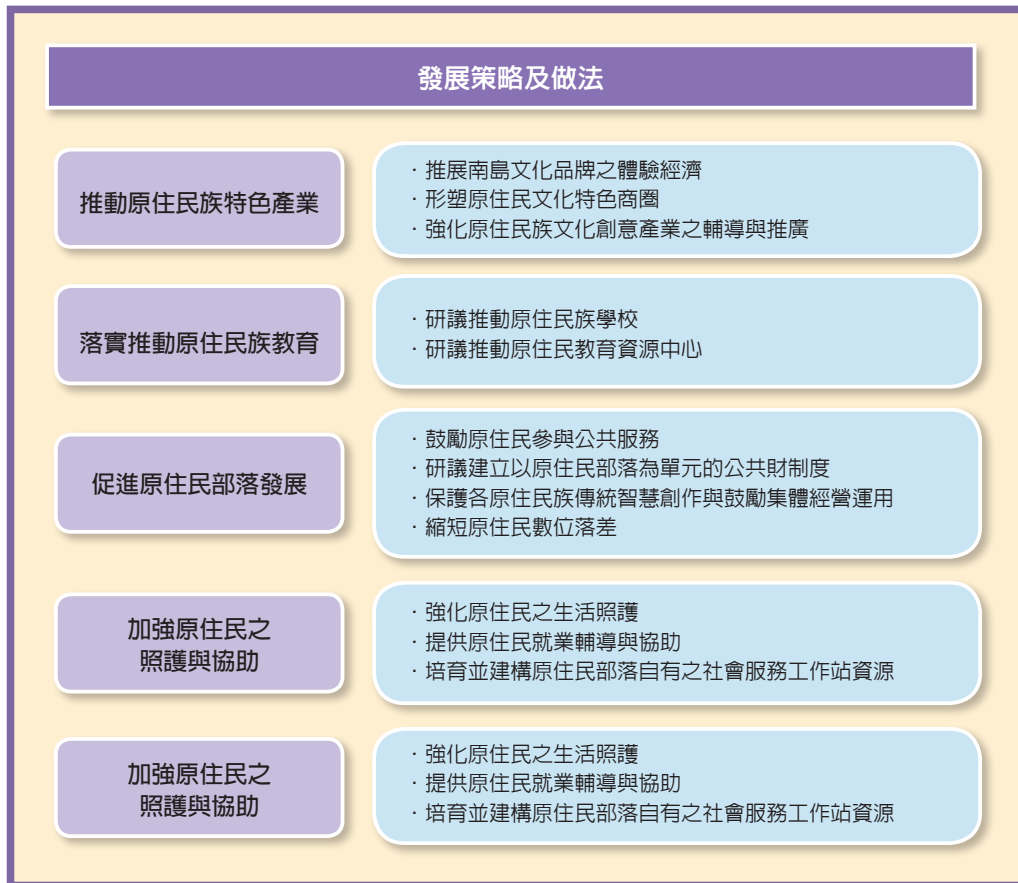 發展策略及做法
推動原住民族特色產業
·推展南島文化品牌之體驗經濟
·形塑原住民文化特色商圈
·強化原住民族文化創意產業之輔導與推廣
落實推動原住民族教育
·研議推動原住民族學校
·研議推動原住民教育資源中心
促進原住民部落發展
·鼓勵原住民參與公共服務
·研議建立以原住民部落為單元的公共財制度
·保護各原住民族傳統智慧創作與鼓勵集體經營運用
·縮短原住民數位落差
加強原住民之
照護與協助
·強化原住民之生活照護
·提供原住民就業輔導與協助
·培育並建構原住民部落自有之社會服務工作站資源
加強原住民之
照護與協助
·強化原住民之生活照護
·提供原住民就業輔導與協助
·培育並建構原住民部落自有之社會服務工作站資源